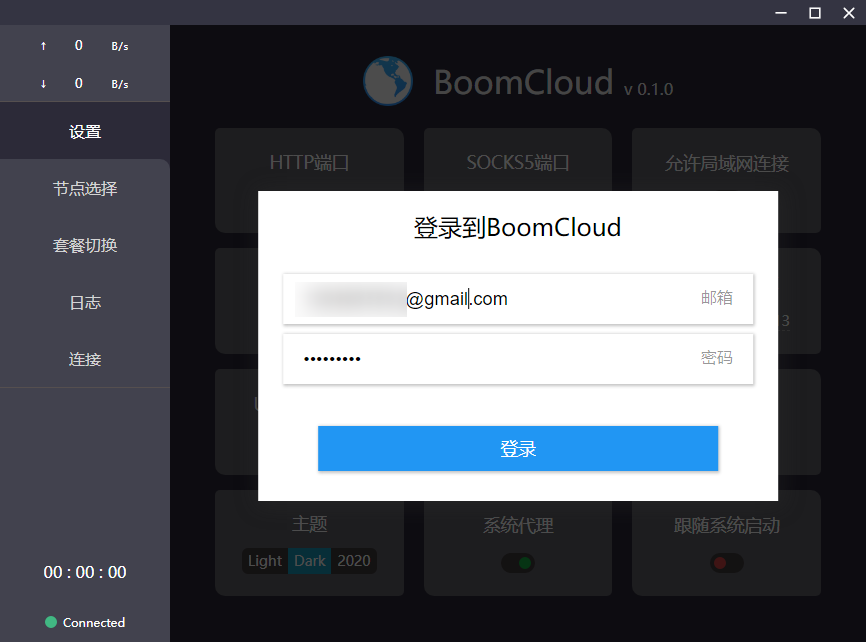 ↑ 0 B/s
↓ 0 B/s
设置
节点选择
套餐切换
日志
连接
00 : 00 : 00
Connected
BoomCloud v 0.1.0
HTTP端口 SOCKS5端口 允许局域网连接
登录到BoomCloud
@gmail.com 邮箱
••••••••• 密码
登录
3
U
主题 系统代理 跟随系统启动
Light Dark 2020